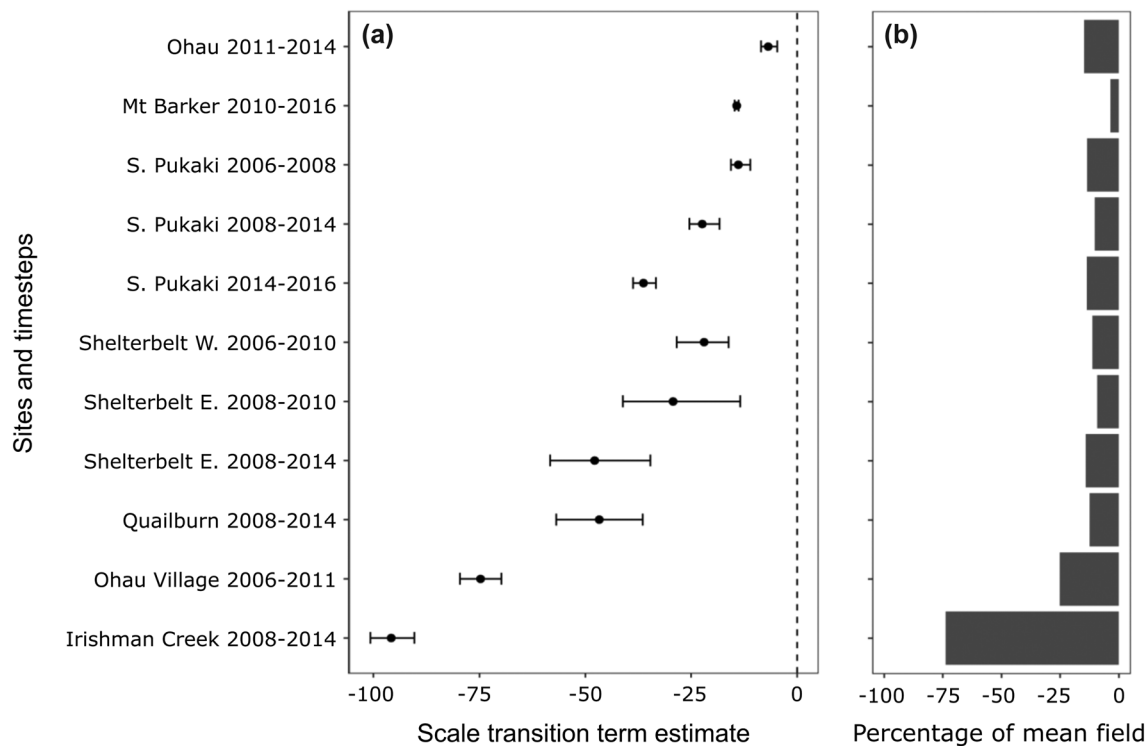 (a)
(b)
Sites and timesteps
Ohau 2011-2014
Mt Barker 2010-2016
S. Pukaki 2006-2008
S. Pukaki 2008-2014
S. Pukaki 2014-2016
Shelterbelt W. 2006-2010
Shelterbelt E. 2008-2010
Shelterbelt E. 2008-2014
Quailburn 2008-2014
Ohau Village 2006-2011
Irishman Creek 2008-2014
-100 -75 -50 -25 0
-100 -75 -50 -25 0
Scale transition term estimate
Percentage of mean field